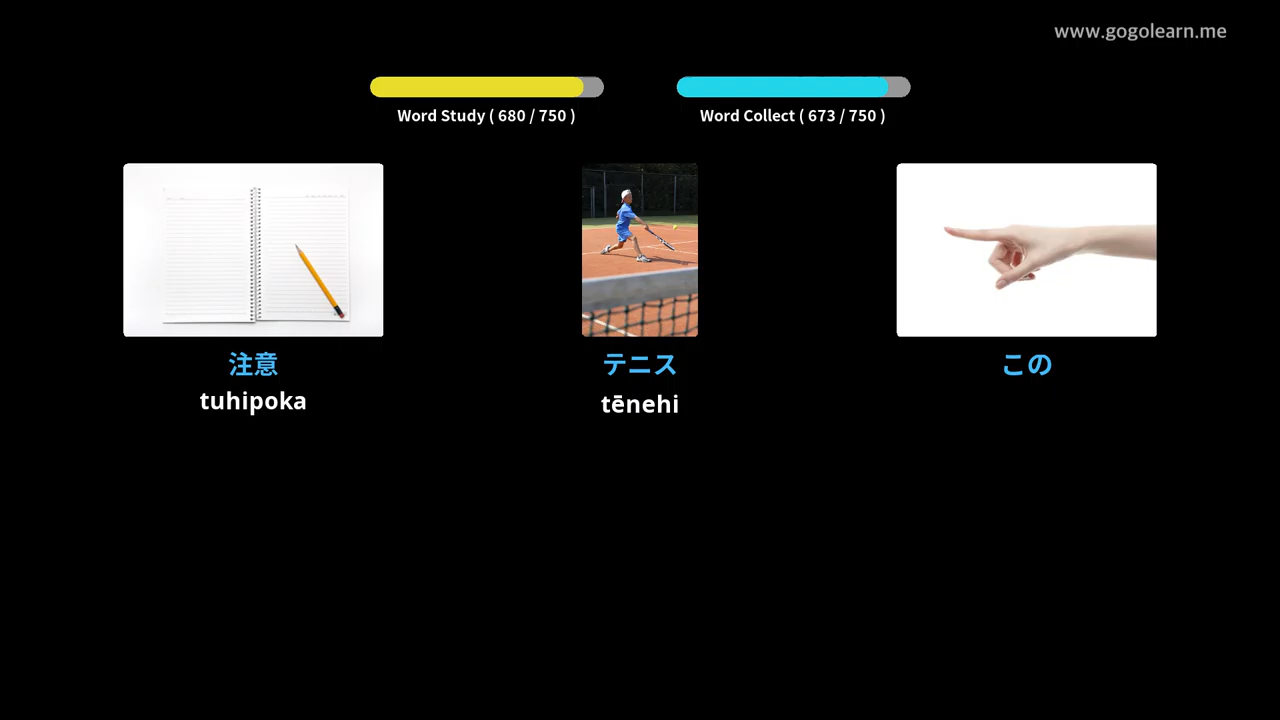 www.gogolearn.me
Word Study ( 680 / 750 )
Word Collect ( 673 / 750 )
注意
tuhipoka
テニス
tēnehi
この